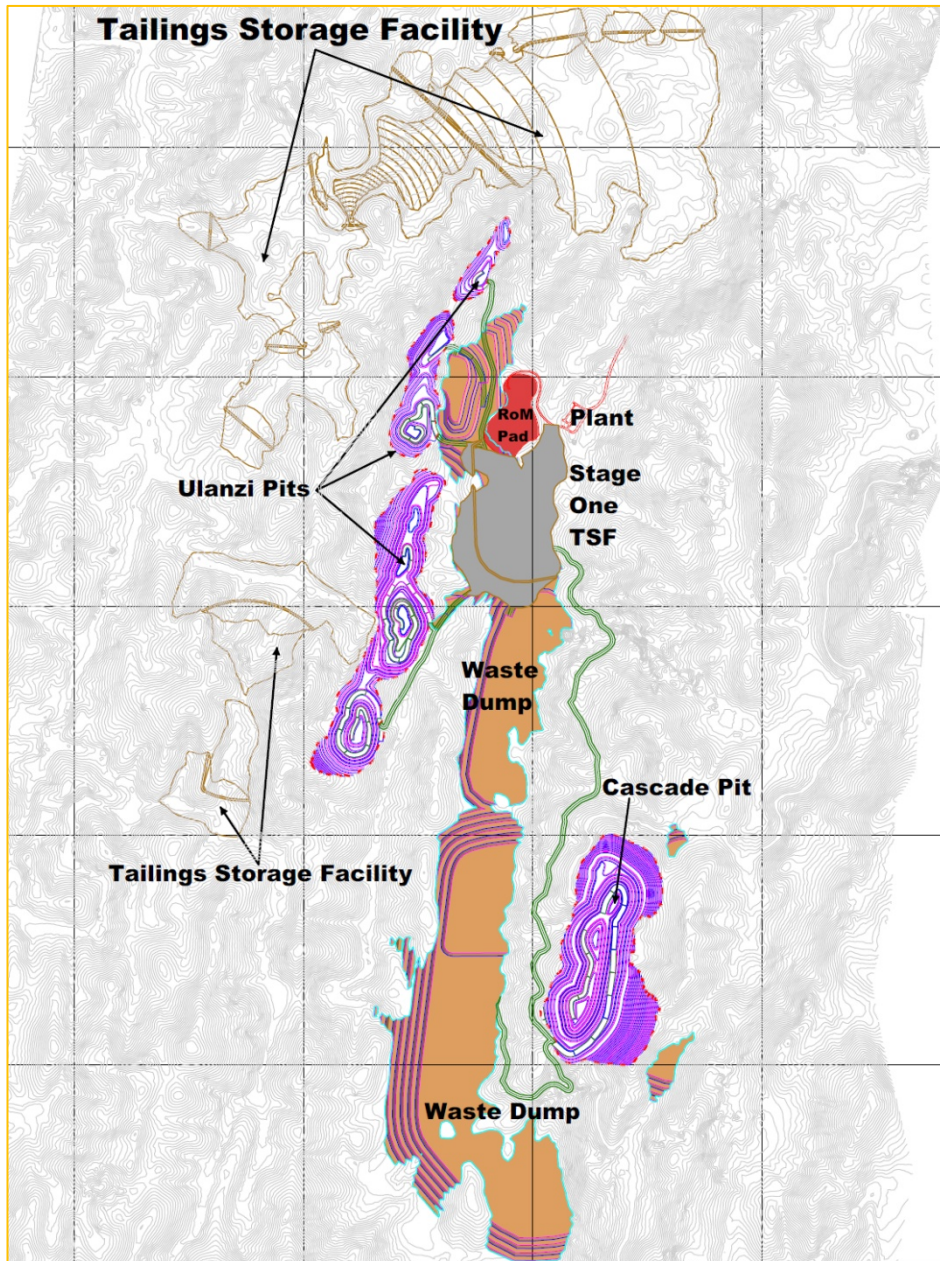 Tailings Storage Facility
RoM
Pad
Plant
Stage
One
TSF
Ulanzi Pits
Waste
Dump
Cascade Pit
Tailings Storage Facility
Waste Dump